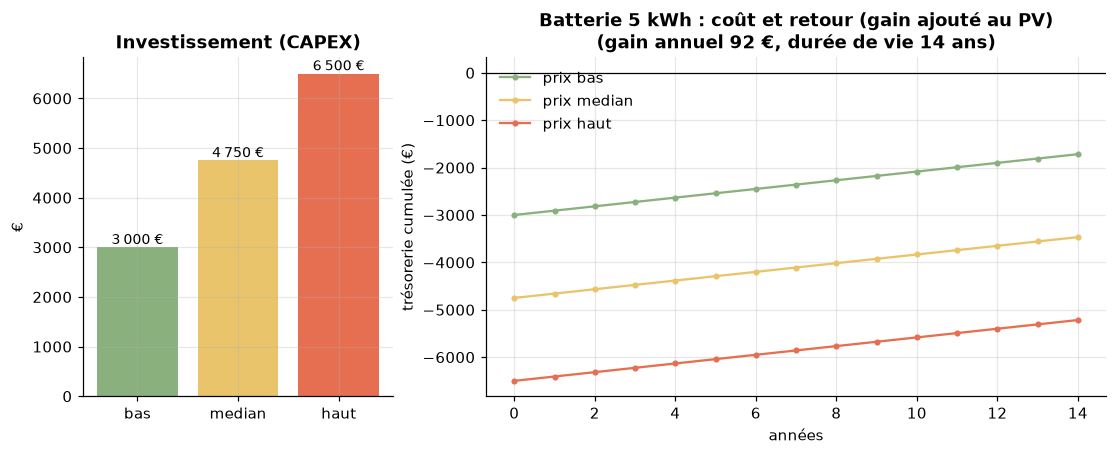 Investissement (CAPEX)
€
6000
5000
4000
3000
2000
1000
0
3 000 €
4 750 €
6 500 €
bas
median
haut
Batterie 5 kWh : coût et retour (gain ajouté au PV)
(gain annuel 92 €, durée de vie 14 ans)
prix bas
prix median
prix haut
trésorerie cumulée (€)
0
−1000
−2000
−3000
−4000
−5000
−6000
0
2
4
6
8
10
12
14
années